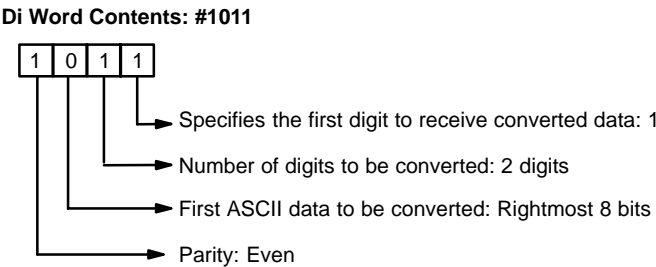 Di Word Contents: #1011
1 0 1 1
Specifies the first digit to receive converted data: 1
Number of digits to be converted: 2 digits
First ASCII data to be converted: Rightmost 8 bits
Parity: Even